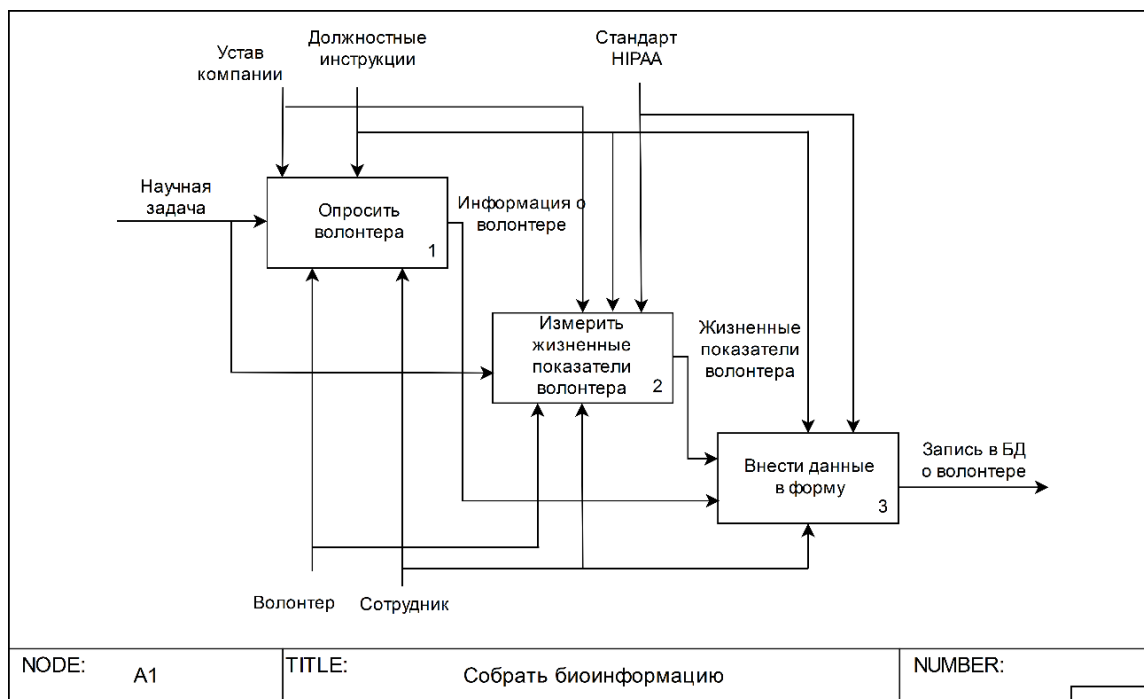 Устав
компании
Должностные
инструкции
Стандарт
HIPAA
Научная
задача
Опросить
волонтера
1
Информация о
волонтере
Измерить
жизненные
показатели
волонтера
2
Жизненные
показатели
волонтера
Внести данные
в форму
3
Запись в БД
о волонтере
Волонтер
Сотрудник
NODE:
A1
TITLE:
Собрать биоинформацию
NUMBER: